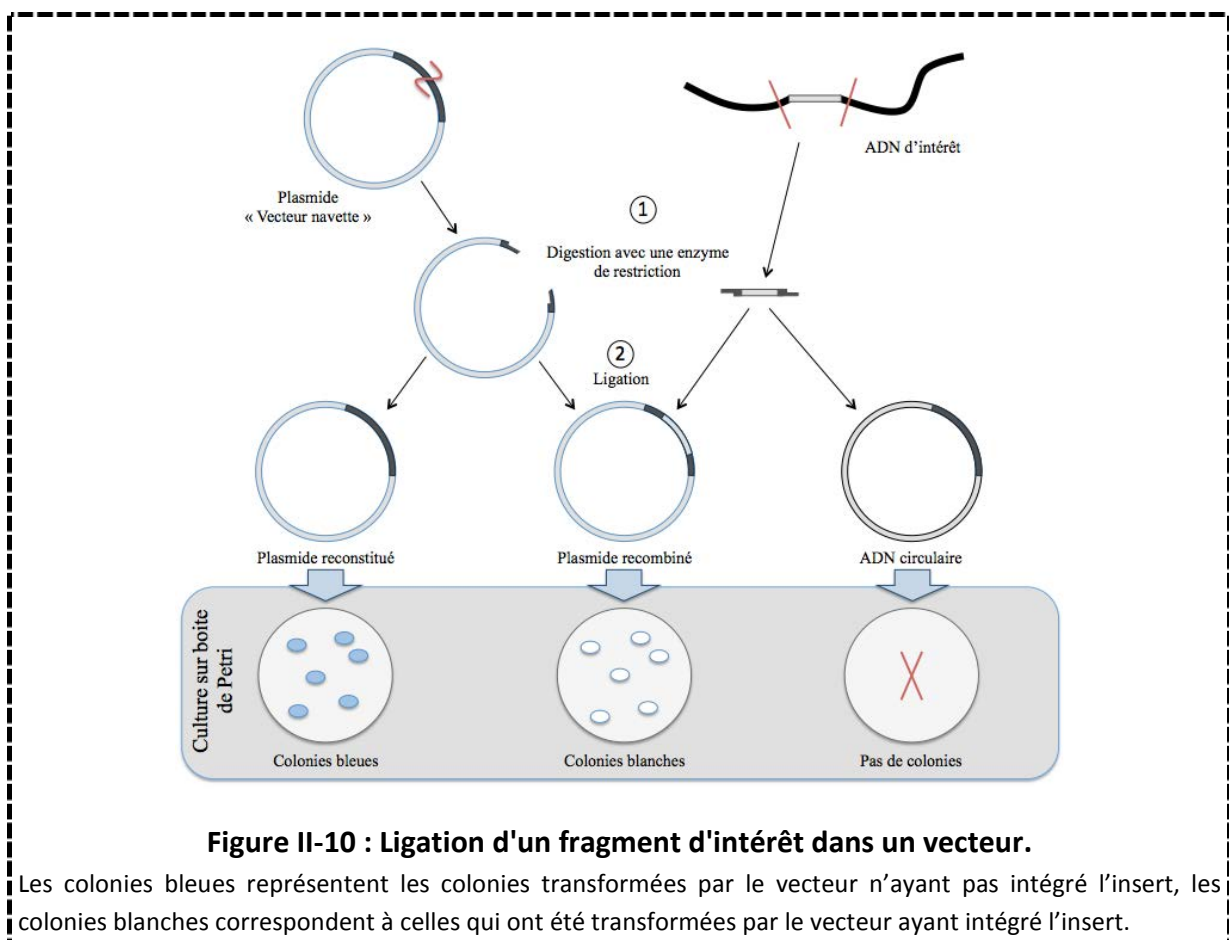 ADN d'intérêt
Plasmide
« Vecteur navette »
1
Digestion avec une enzyme
de restriction
2
Ligation
Plasmide reconstitué
Plasmide recombiné
ADN circulaire
Culture sur boite
de Petri
Colonies bleues
Colonies blanches
Pas de colonies
Figure II-10 : Ligation d'un fragment d'intérêt dans un vecteur.
Les colonies bleues représentent les colonies transformées par le vecteur n'ayant pas intégré l'insert, les
colonies blanches correspondent à celles qui ont été transformées par le vecteur ayant intégré l'insert.